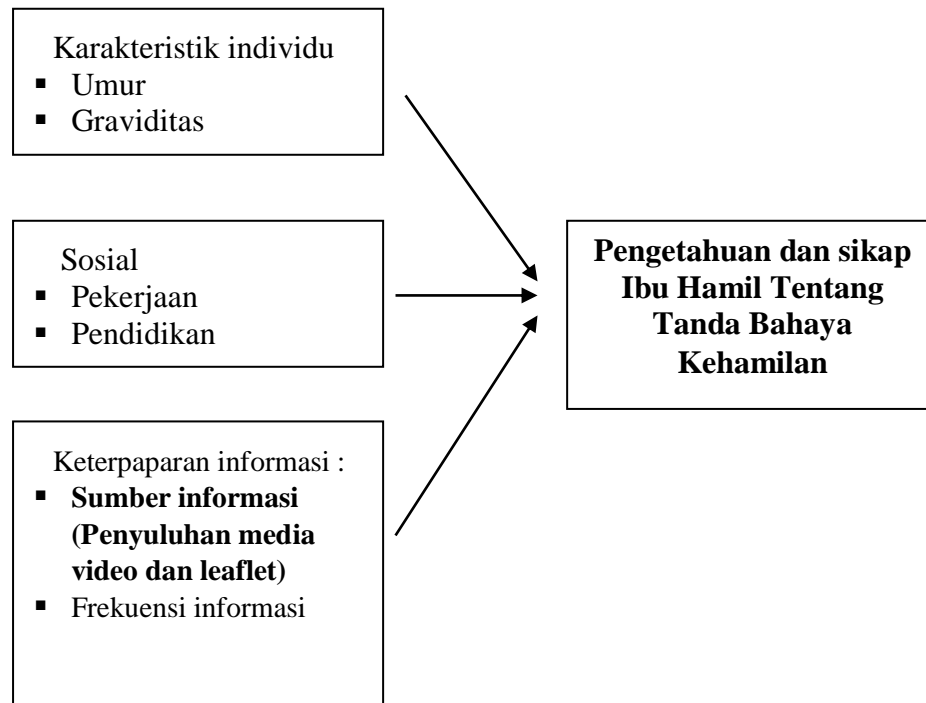 Karakteristik individu
▪ Umur
▪ Graviditas
Sosial
▪ Pekerjaan
▪ Pendidikan
Keterpaparan informasi :
▪ Sumber informasi
(Penyuluhan media
video dan leaflet)
▪ Frekuensi informasi
Pengetahuan dan sikap
Ibu Hamil Tentang
Tanda Bahaya
Kehamilan